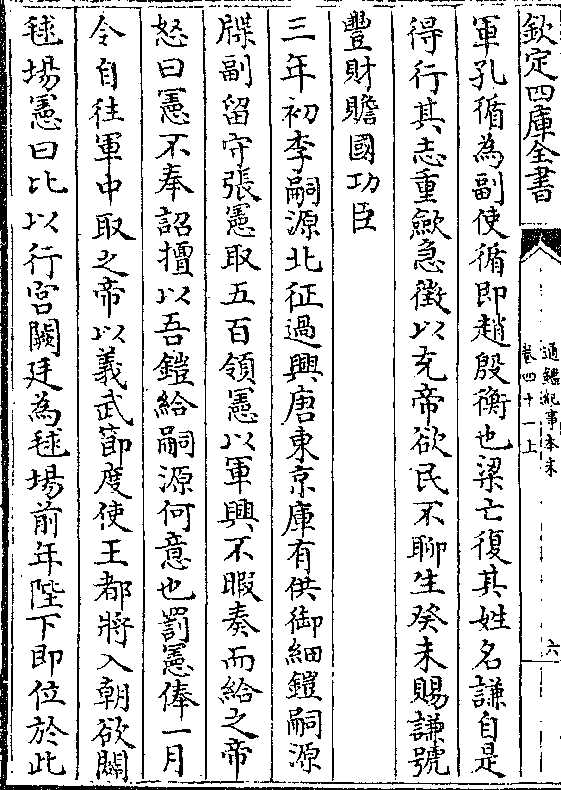 欽定四庫全書
通鑑紀事本末
卷四十一上
六
軍孔循為副使循即趙殷衡也梁亡復其姓名謙自是
得行其志重歛急徵以充帝欲民不聊生癸未賜謙號
豐財贍國功臣
三年初李嗣源北征過興唐東京庫有供御細鎧嗣源
牒副留守張憲取五百領憲以軍興不暇奏而給之帝
怒曰憲不奉詔擅以吾鎧給嗣源何意也罰憲俸一月
令自往軍中取之帝以義武節度使王都將入朝欲闢
毬場憲曰比以行宮闕廷為毬場前年陛下即位於此